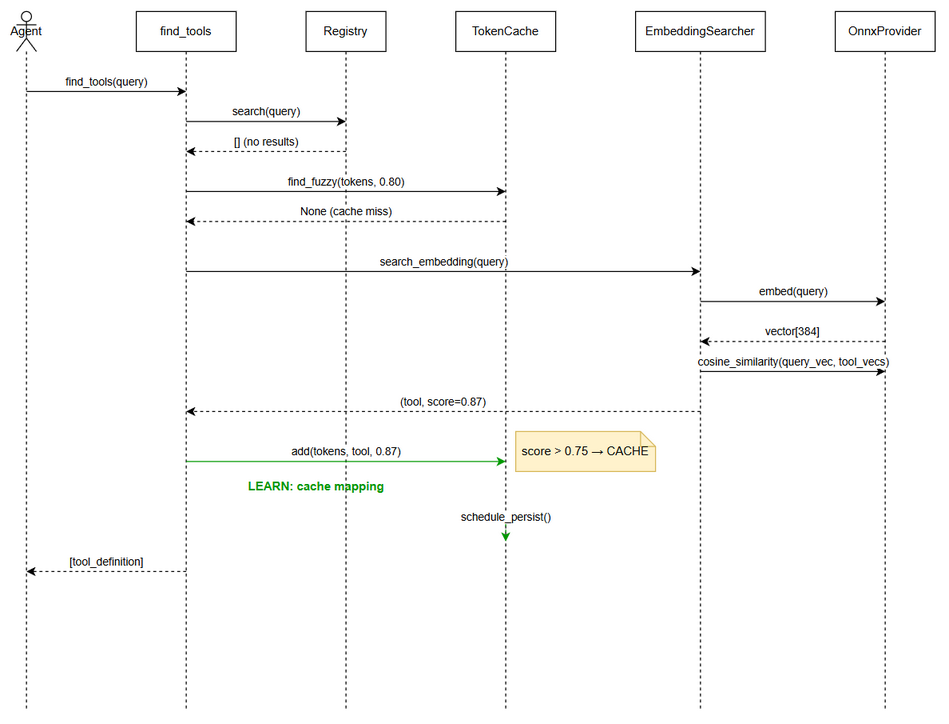 Agent
find_tools
Registry
TokenCache
EmbeddingSearcher
OnnxProvider
find_tools(query)
search(query)
[] (no results)
find_fuzzy(tokens, 0.80)
None (cache miss)
search_embedding(query)
embed(query)
vector[384]
cosine_similarity(query_vec, tool_vecs)
(tool, score=0.87)
add(tokens, tool, 0.87)
score > 0.75 → CACHE
LEARN: cache mapping
schedule_persist()
[tool_definition]